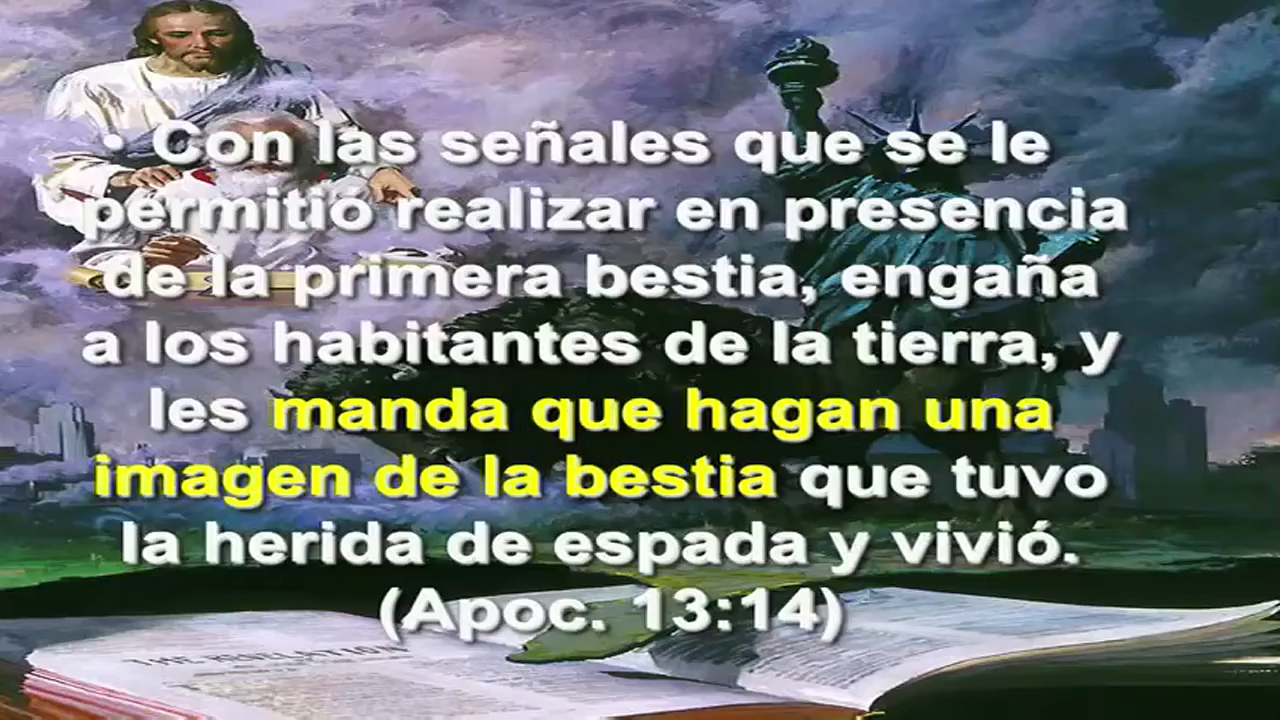 • Con las señales que se le
permitió realizar en presencia
de la primera bestia, engaña
a los habitantes de la tierra, y
les manda que hagan una
imagen de la bestia que tuvo
la herida de espada y vivió.
(Apoc. 13:14)
THE REVELATION